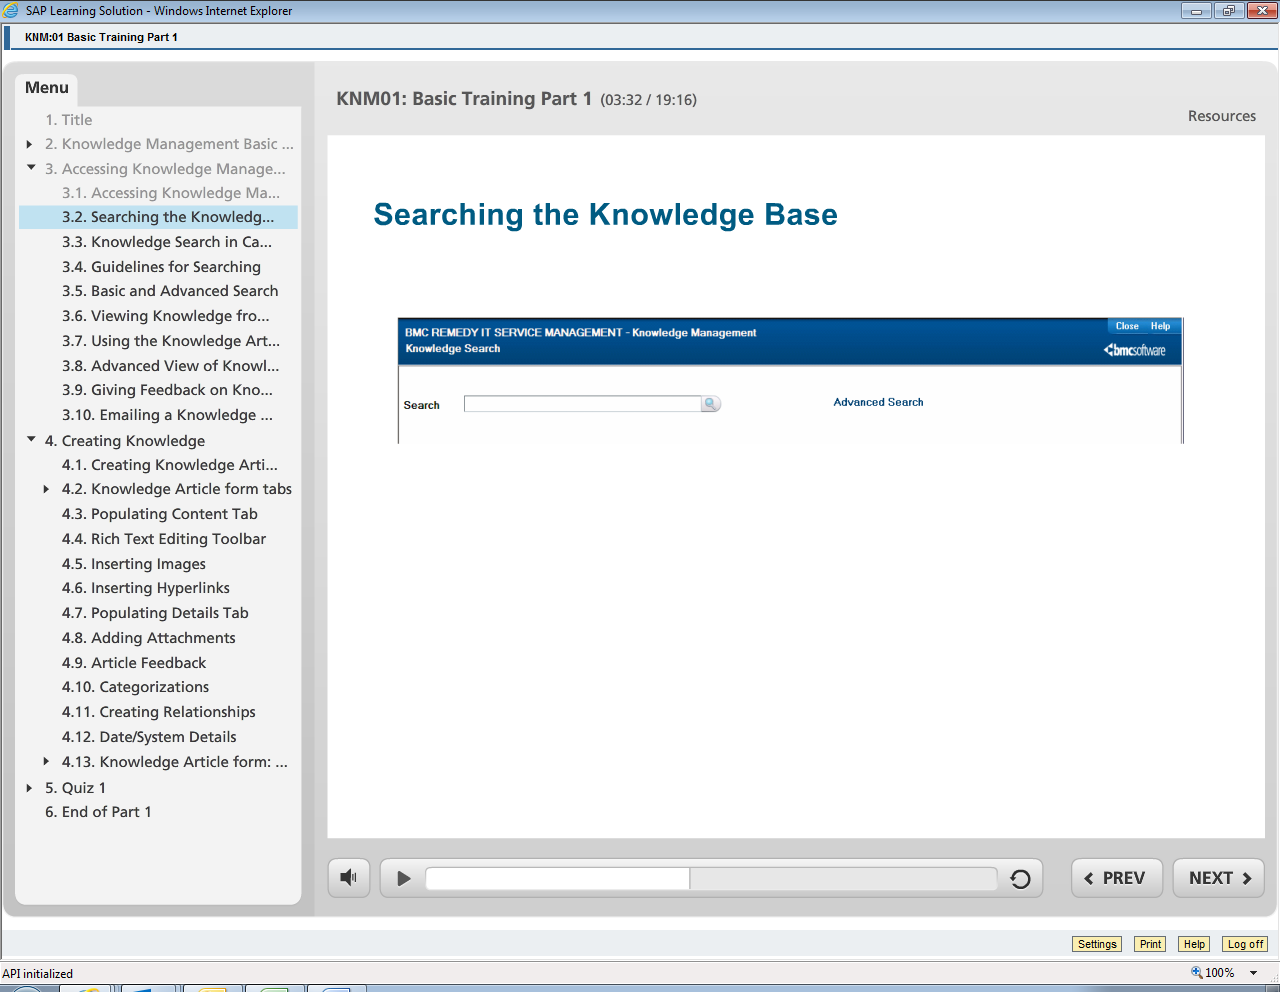 SAP Learning Solution - Windows Internet Explorer
KNM:01 Basic Training Part 1
Menu
1. Title
2. Knowledge Management Basic ...
3. Accessing Knowledge Manage...
3.1. Accessing Knowledge Ma...
3.2. Searching the Knowledg...
3.3. Knowledge Search in Ca...
3.4. Guidelines for Searching
3.5. Basic and Advanced Search
3.6. Viewing Knowledge fro...
3.7. Using the Knowledge Art...
3.8. Advanced View of Knowl...
3.9. Giving Feedback on Kno...
3.10. Emailing a Knowledge ...
4. Creating Knowledge
4.1. Creating Knowledge Arti...
4.2. Knowledge Article form tabs
4.3. Populating Content Tab
4.4. Rich Text Editing Toolbar
4.5. Inserting Images
4.6. Inserting Hyperlinks
4.7. Populating Details Tab
4.8. Adding Attachments
4.9. Article Feedback
4.10. Categorizations
4.11. Creating Relationships
4.12. Date/System Details
4.13. Knowledge Article form: ...
5. Quiz 1
6. End of Part 1
KNM01: Basic Training Part 1 (03:32 / 19:16)
Resources
Searching the Knowledge Base
BMC REMEDY IT SERVICE MANAGEMENT - Knowledge Management
Close Help
Knowledge Search
bmcsoftware
Search
Advanced Search
PREV
NEXT
Settings Print Help Log off
API initialized
100%